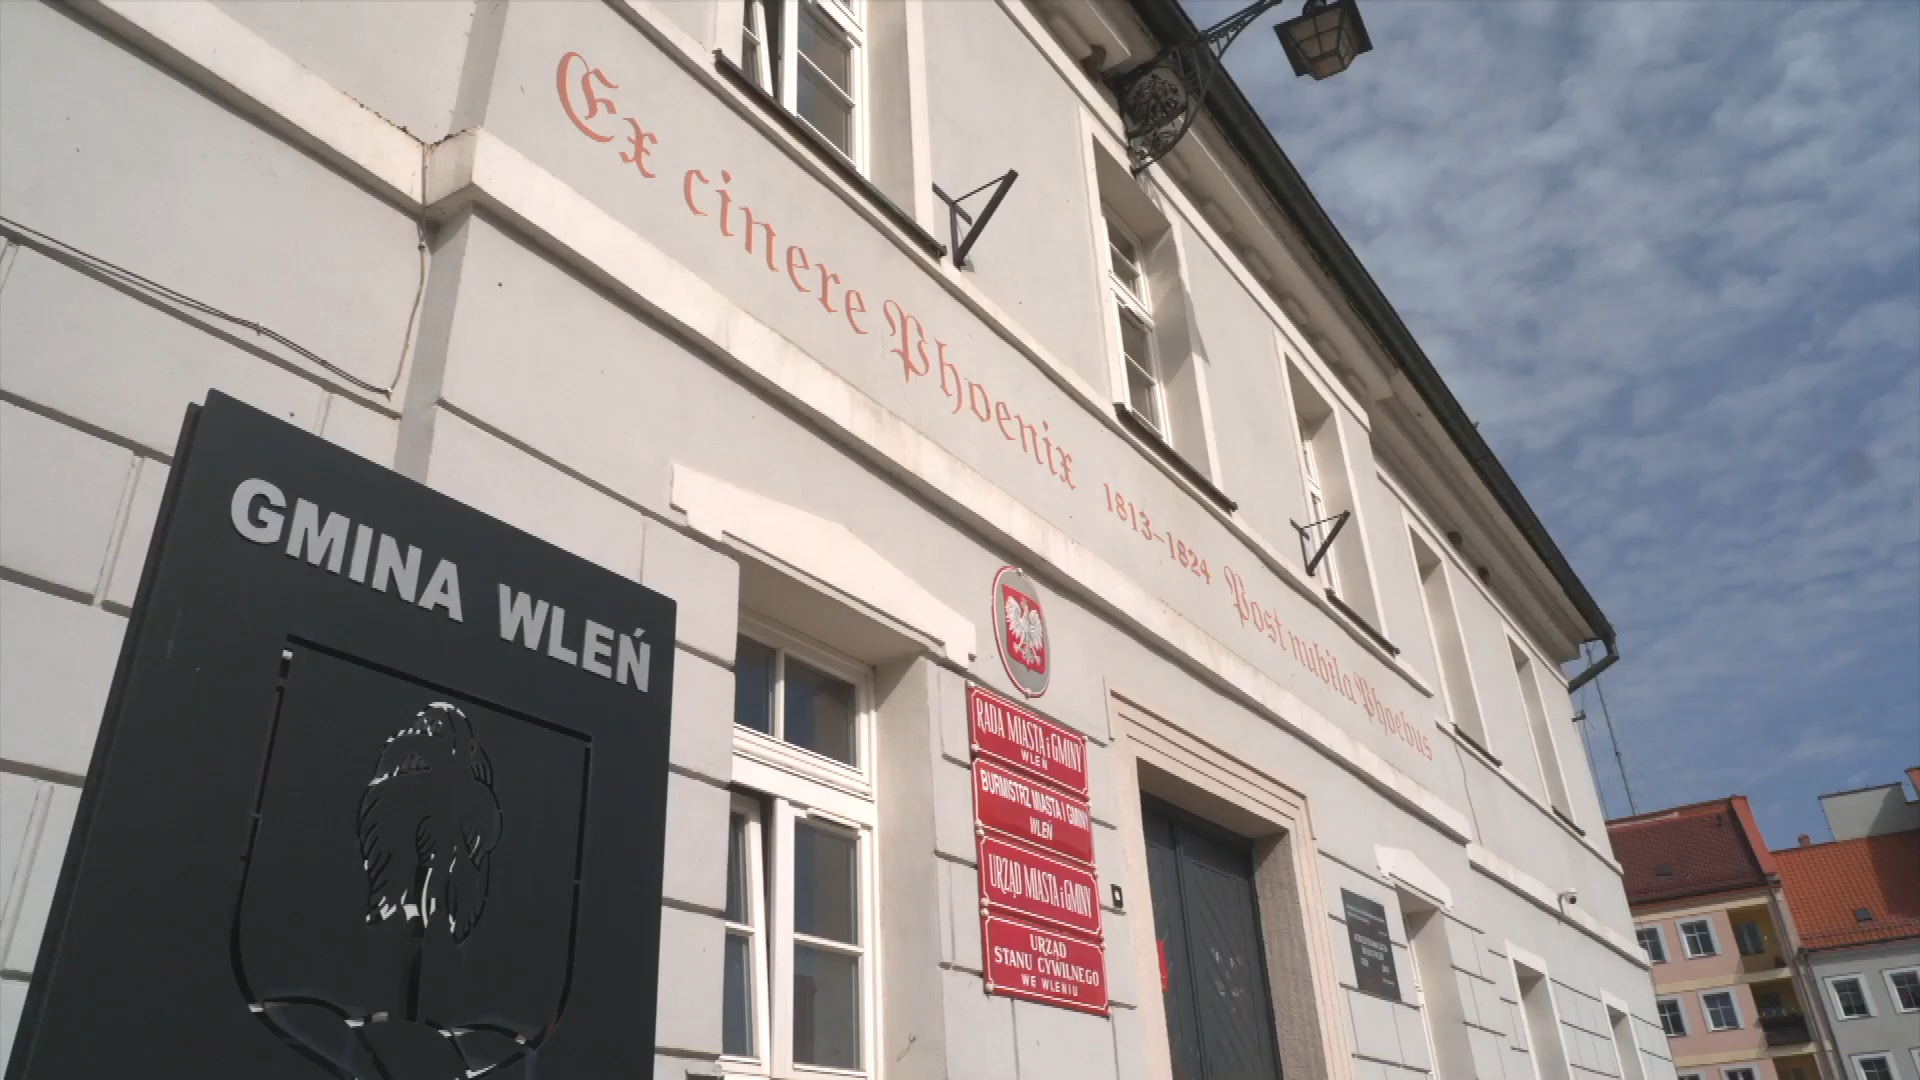 Ex cinere Phoenix 1813-1824 Post nubila Phoebus
GMINA WLEŃ
RADA MIASTA i GMINY
WLEŃ
BURMISTRZ MIASTA I GMINY
WLEŃ
URZĄD MIASTA i GMINY
URZĄD
STANU CYWILNEGO
WE WLENIU